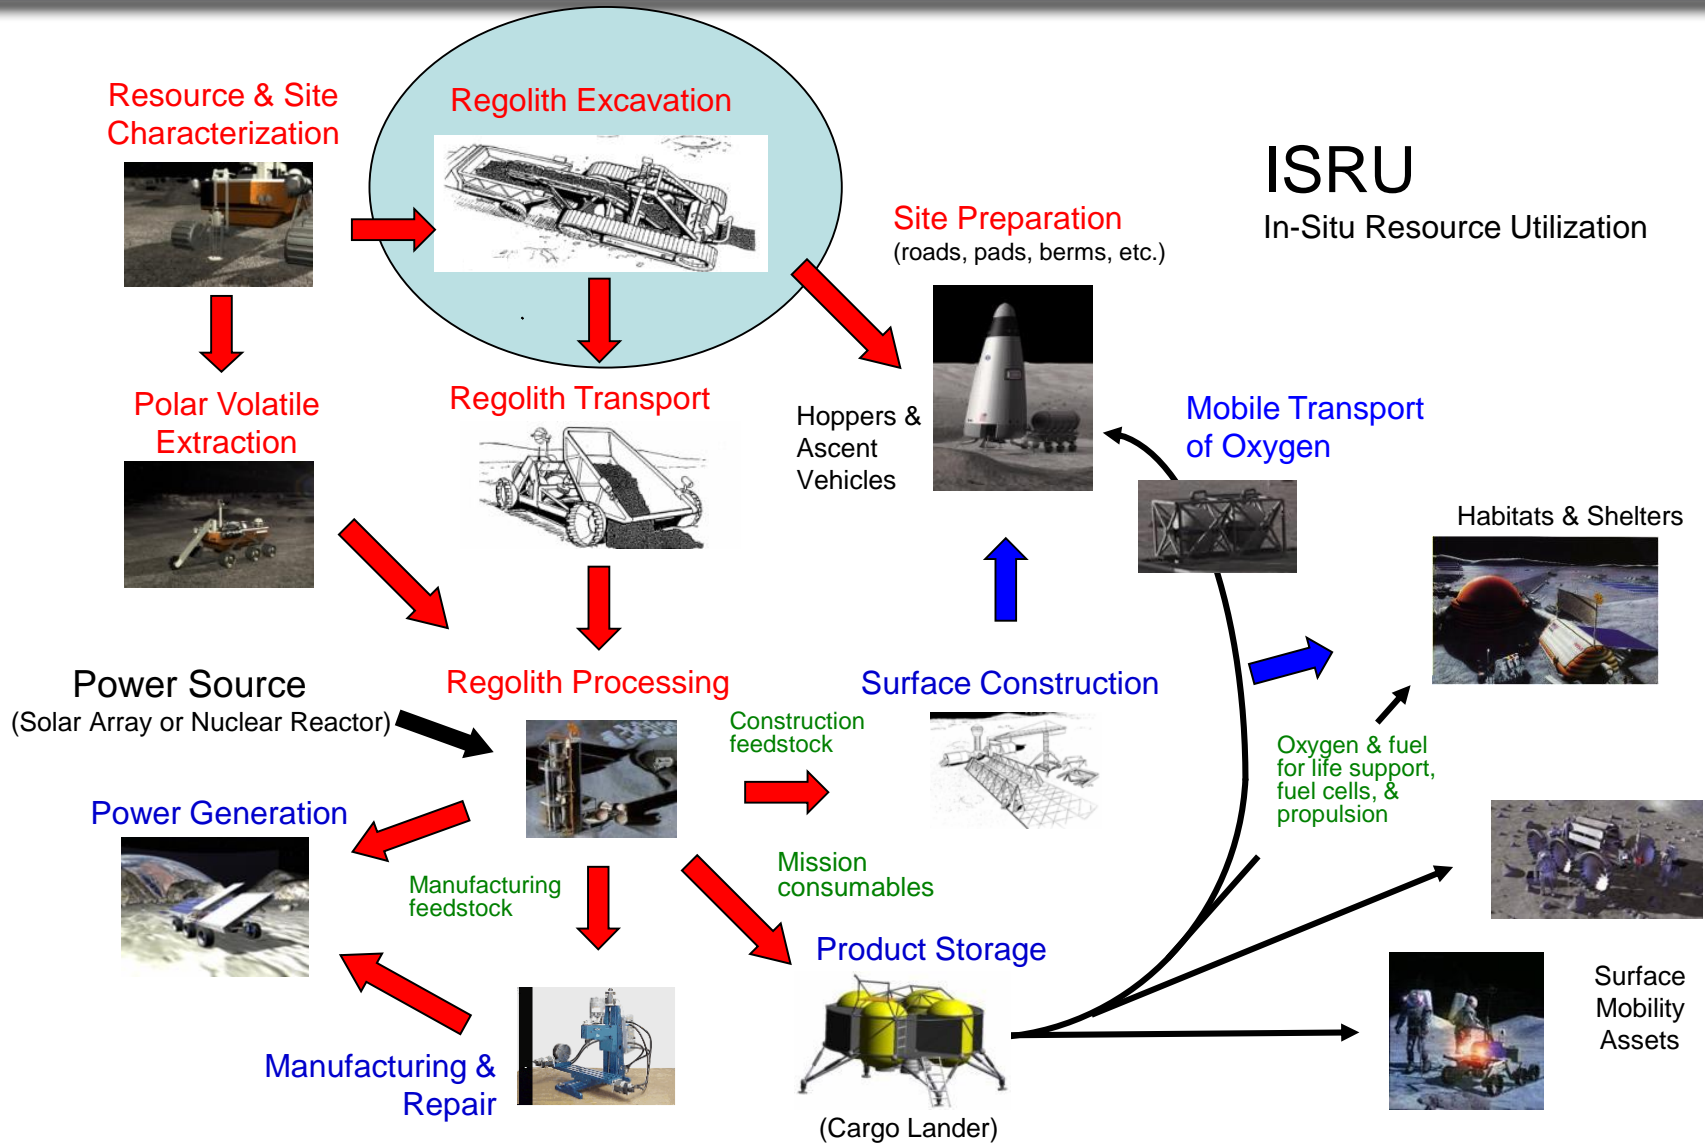 Resource & Site
Characterization
Regolith Excavation
ISRU
In-Situ Resource Utilization
Site Preparation
(roads, pads, berms, etc.)
Polar Volatile
Extraction
Regolith Transport
Hoppers &
Ascent
Vehicles
Mobile Transport
of Oxygen
Habitats & Shelters
Power Source
(Solar Array or Nuclear Reactor)
Regolith Processing
Surface Construction
Construction
feedstock
Oxygen & fuel
for life support,
fuel cells, &
propulsion
Power Generation
Manufacturing
feedstock
Mission
consumables
Product Storage
(Cargo Lander)
Surface
Mobility
Assets
Manufacturing &
Repair